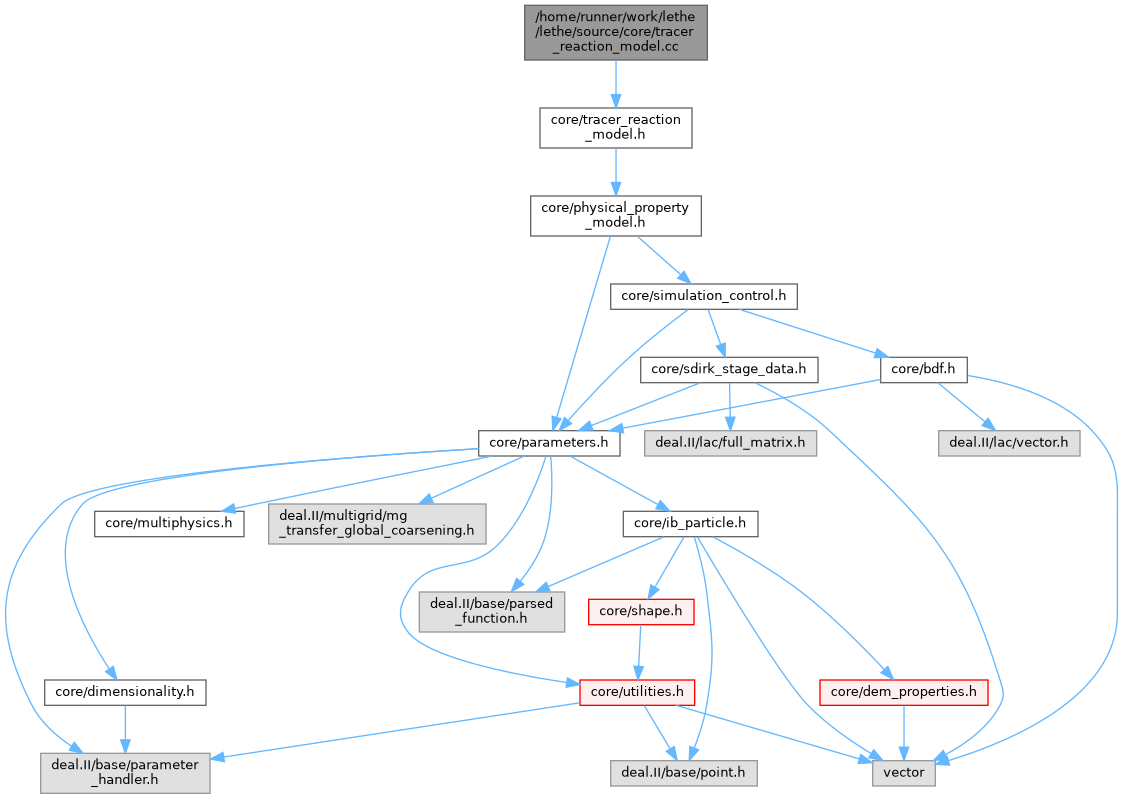 /home/runner/work/lethe
/lethe/source/core/tracer
_reaction_model.cc
core/tracer_reaction
_model.h
core/physical_property
_model.h
core/simulation_control.h
core/sdirk_stage_data.h
core/bdf.h
core/parameters.h
deal.II/lac/full_matrix.h
deal.II/lac/vector.h
core/multiphysics.h
deal.II/multigrid/mg
_transfer_global_coarsening.h
core/ib_particle.h
deal.II/base/parsed
_function.h
core/shape.h
core/dimensionality.h
core/utilities.h
core/dem_properties.h
deal.II/base/parameter
_handler.h
deal.II/base/point.h
vector